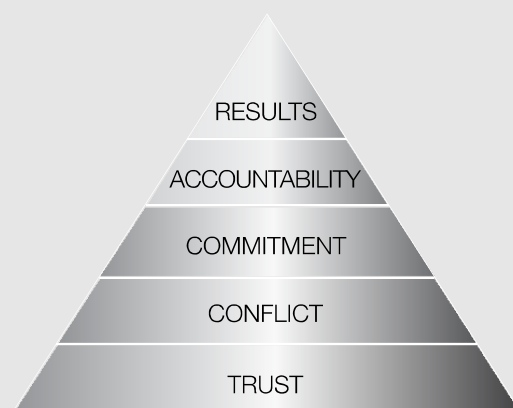 RESULTS
ACCOUNTABILITY
COMMITMENT
CONFLICT
TRUST